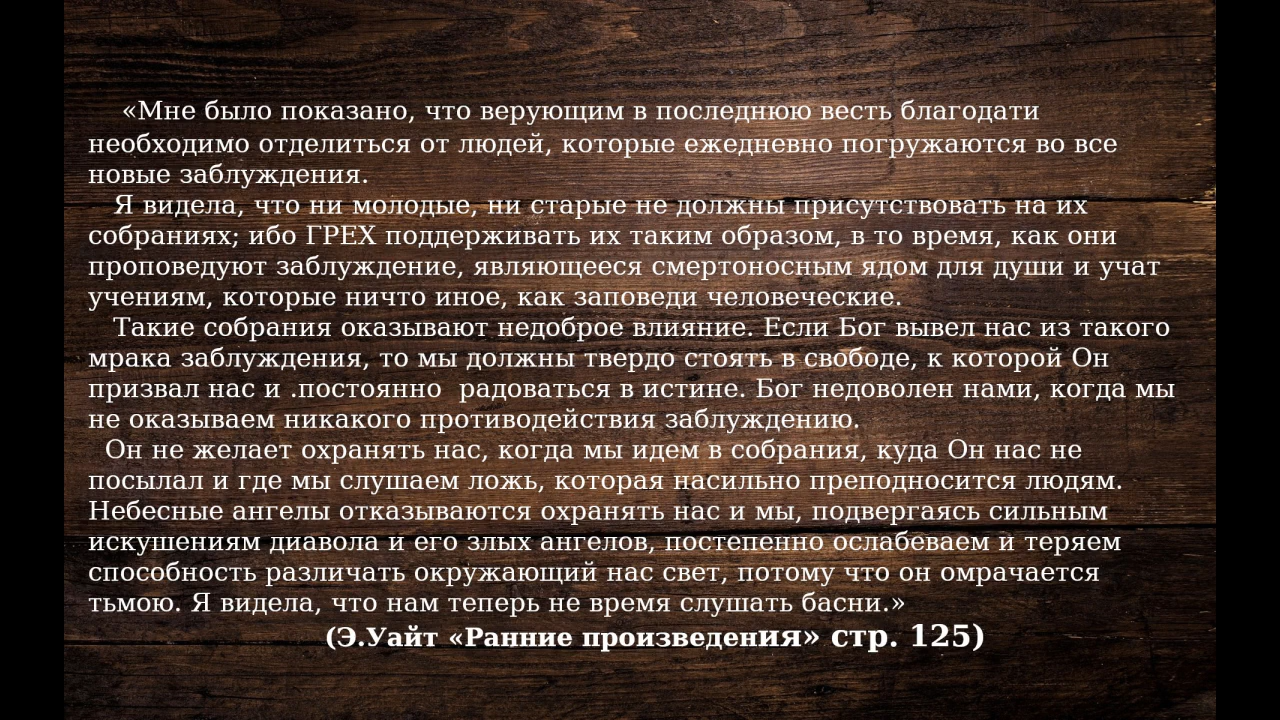 «Мне было показано, что верующим в последнюю весть благодати
необходимо отделиться от людей, которые ежедневно погружаются во все
новые заблуждения.
Я видела, что ни молодые, ни старые не должны присутствовать на их
собраниях; ибо ГРЕХ поддерживать их таким образом, в то время, как они
проповедуют заблуждение, являющееся смертоносным ядом для души и учат
учениям, которые ничто иное, как заповеди человеческие.
Такие собрания оказывают недоброе влияние. Если Бог вывел нас из такого
мрака заблуждения, то мы должны твердо стоять в свободе, к которой Он
призвал нас и .постоянно  радоваться в истине. Бог недоволен нами, когда мы
не оказываем никакого противодействия заблуждению.
Он не желает охранять нас, когда мы идем в собрания, куда Он нас не
посылал и где мы слушаем ложь, которая насильно преподносится людям.
Небесные ангелы отказываются охранять нас и мы, подвергаясь сильным
искушениям диавола и его злых ангелов, постепенно ослабеваем и теряем
способность различать окружающий нас свет, потому что он омрачается
тьмою. Я видела, что нам теперь не время слушать басни.»
(Э.Уайт «Ранние произведения» стр. 125)